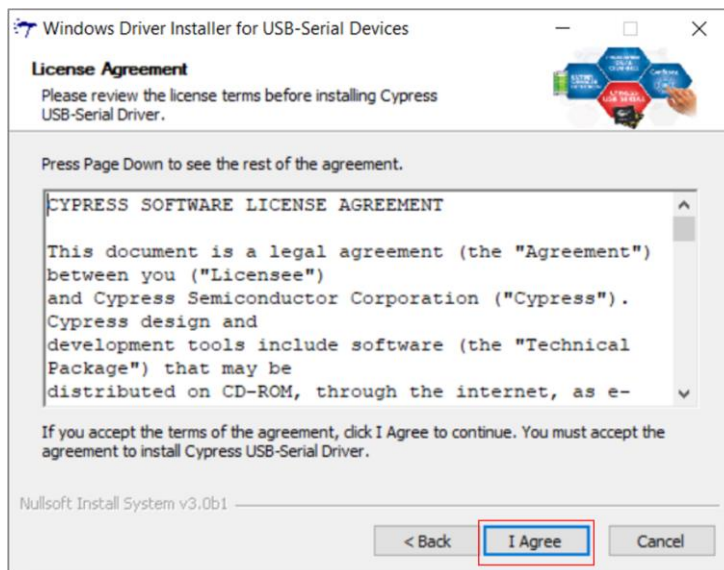 Windows Driver Installer for USB-Serial Devices
License Agreement
Please review the license terms before installing Cypress
USB-Serial Driver.
Press Page Down to see the rest of the agreement.
CYPRESS SOFTWARE LICENSE AGREEMENT
This document is a legal agreement (the "Agreement")
between you ("Licensee")
and Cypress Semiconductor Corporation ("Cypress").
Cypress design and
development tools include software (the "Technical
Package") that may be
distributed on CD-ROM, through the internet, as e-
If you accept the terms of the agreement, click I Agree to continue. You must accept the
agreement to install Cypress USB-Serial Driver.
Nullsoft Install System v3.0b1
< Back
I Agree
Cancel